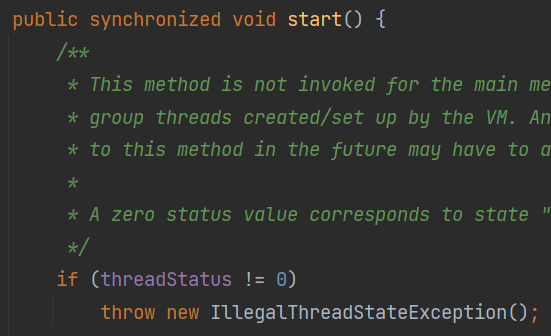 public synchronized void start() {
/**
* This method is not invoked for the main
* group threads created/set up by the VM.
* to this method in the future may have to
*
* A zero status value corresponds to state "
*/
if (threadStatus != 0)
throw new IllegalThreadStateException();